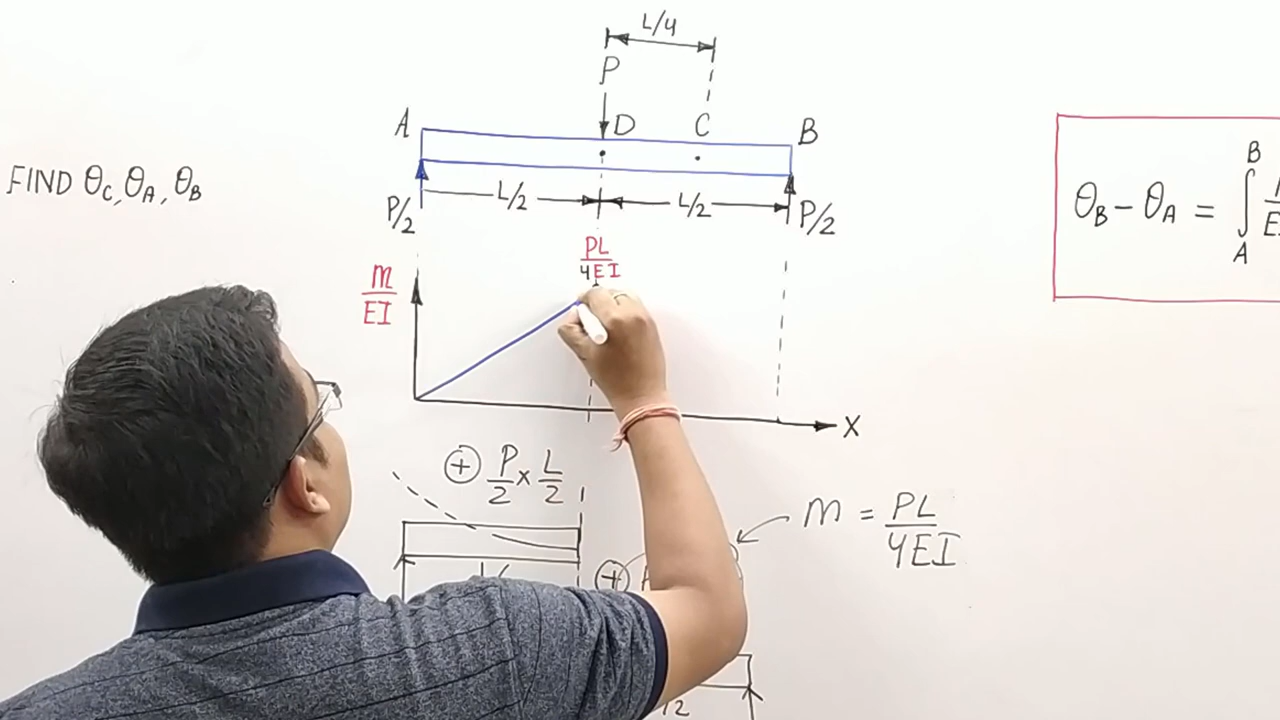 L/4
P
A D C B
FIND θC, θA, θB
L/2 L/2
P/2 P/2
PL/4EI
M/EI
θB − θA = ∫ A B
X
⊕ P/2 × L/2
M = PL/4EI
⊕